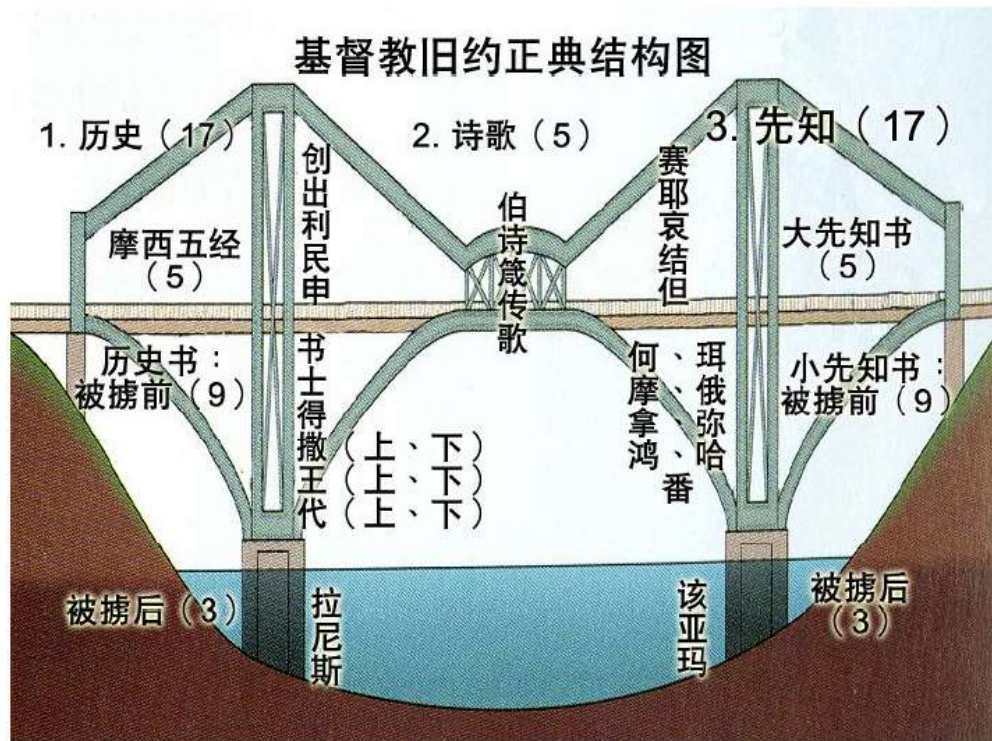 基督教旧约正典结构图
1. 历史（17）
2. 诗歌（5）
3. 先知（17）
摩西五经
（5）
创出利民申
伯诗箴传歌
赛耶哀结但
大先知书
（5）
历史书：
被掳前（9）
书士得撒王代
（上、下）
（上、下）
（上、下）
何、珥
摩、俄
拿、弥
鸿、哈
番
小先知书：
被掳前（9）
被掳后（3）
拉尼斯
该亚玛
被掳后
（3）